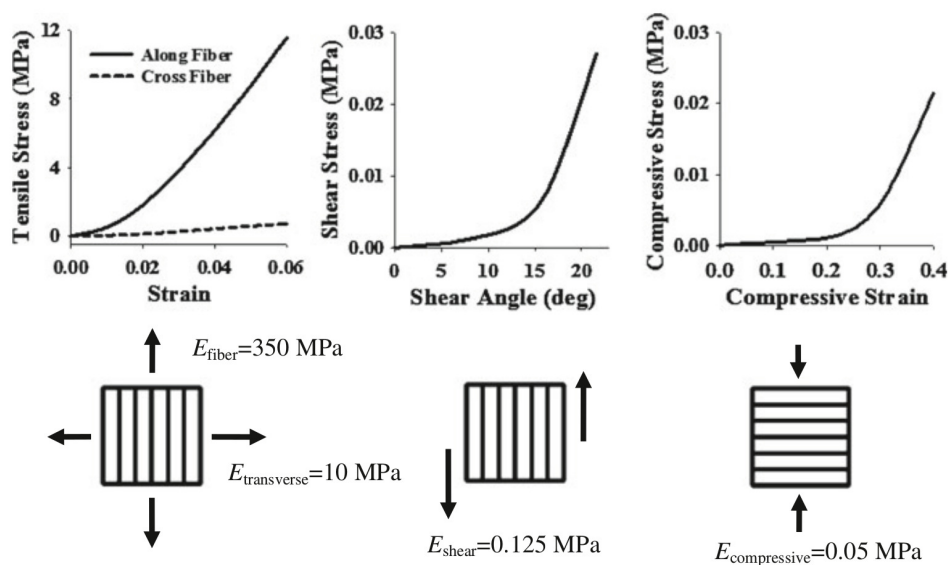 Tensile Stress (MPa)
12
8
4
0
Along Fiber
Cross Fiber
0.00 0.02 0.04 0.06
Strain
Shear Stress (MPa)
0.03
0.02
0.01
0.00
0 5 10 15 20
Shear Angle (deg)
Compressive Stress (MPa)
0.03
0.02
0.01
0.00
0.0 0.1 0.2 0.3 0.4
Compressive Strain
Efiber=350 MPa
Etransverse=10 MPa
Eshear=0.125 MPa
Ecompressive=0.05 MPa